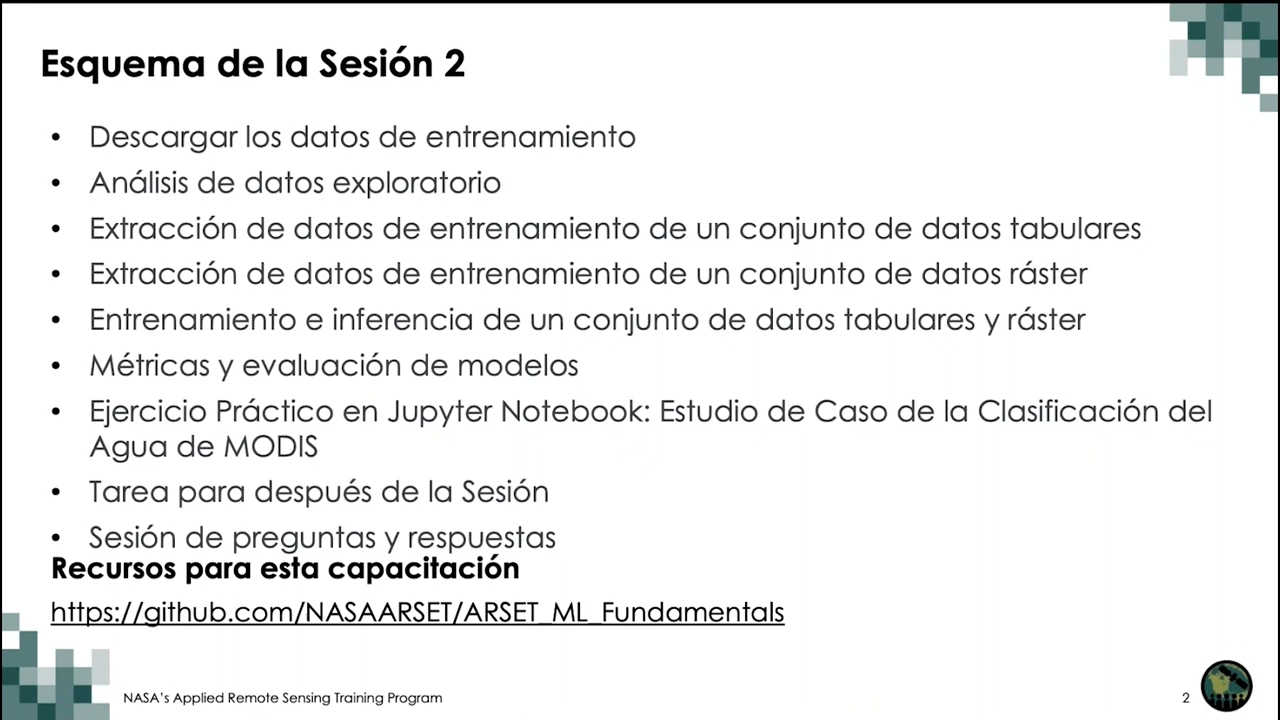 Esquema de la Sesión 2
• Descargar los datos de entrenamiento
• Análisis de datos exploratorio
• Extracción de datos de entrenamiento de un conjunto de datos tabulares
• Extracción de datos de entrenamiento de un conjunto de datos ráster
• Entrenamiento e inferencia de un conjunto de datos tabulares y ráster
• Métricas y evaluación de modelos
• Ejercicio Práctico en Jupyter Notebook: Estudio de Caso de la Clasificación del
Agua de MODIS
• Tarea para después de la Sesión
• Sesión de preguntas y respuestas
Recursos para esta capacitación
https://github.com/NASAARSET/ARSET_ML_Fundamentals
NASA's Applied Remote Sensing Training Program
2